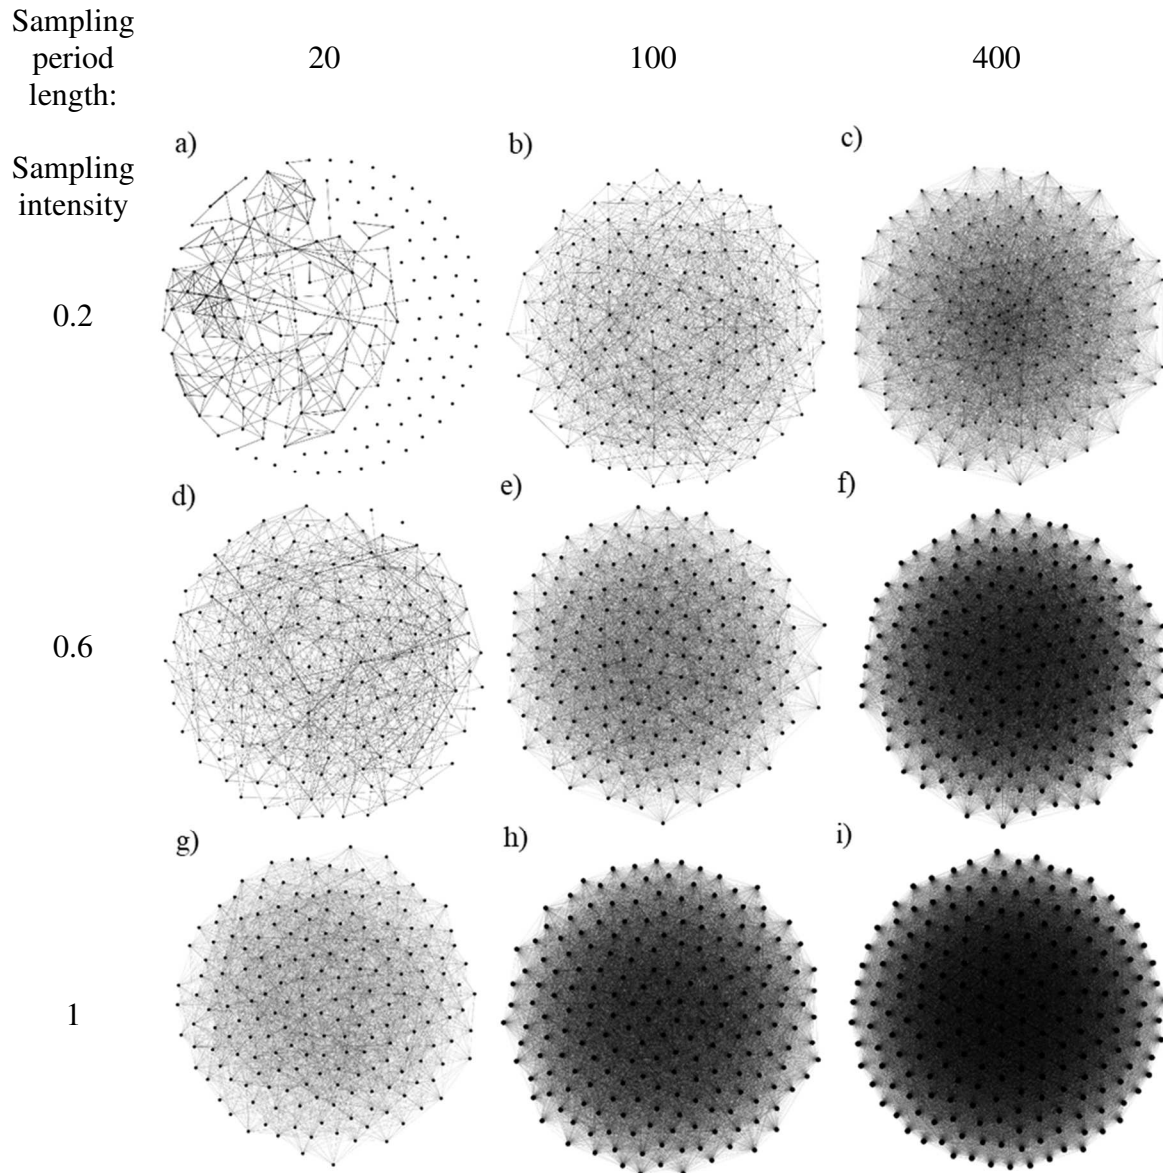 Sampling
period
length:
20
100
400
Sampling
intensity
a)
b)
c)
0.2
d)
e)
f)
0.6
g)
h)
i)
1